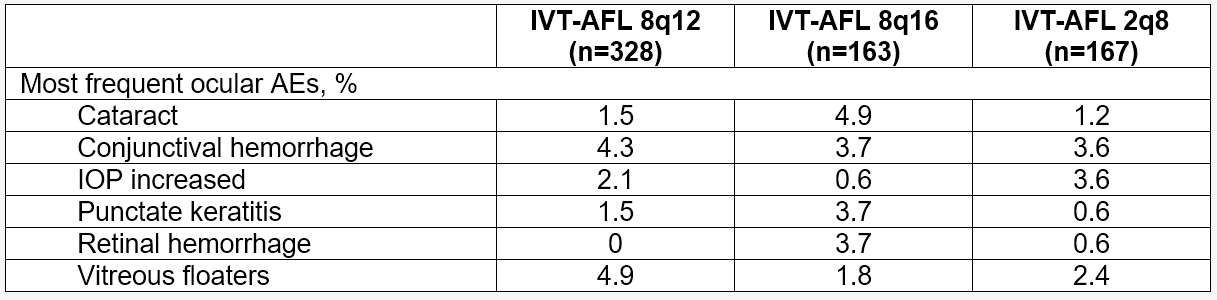 IVT-AFL 8q12 IVT-AFL 8q16 IVT-AFL 2q8
(n=328) (n=163) (n=167)
Most frequent ocular AEs, %
Cataract 1.5 4.9 1.2
Conjunctival hemorrhage 4.3 3.7 3.6
IOP increased 2.1 0.6 3.6
Punctate keratitis 1.5 3.7 0.6
Retinal hemorrhage 0 3.7 0.6
Vitreous floaters 4.9 1.8 2.4